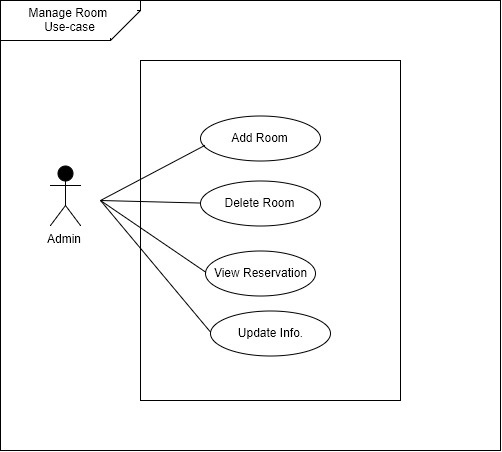 Manage Room
Use-case
Add Room
Delete Room
Admin
View Reservation
Update Info.